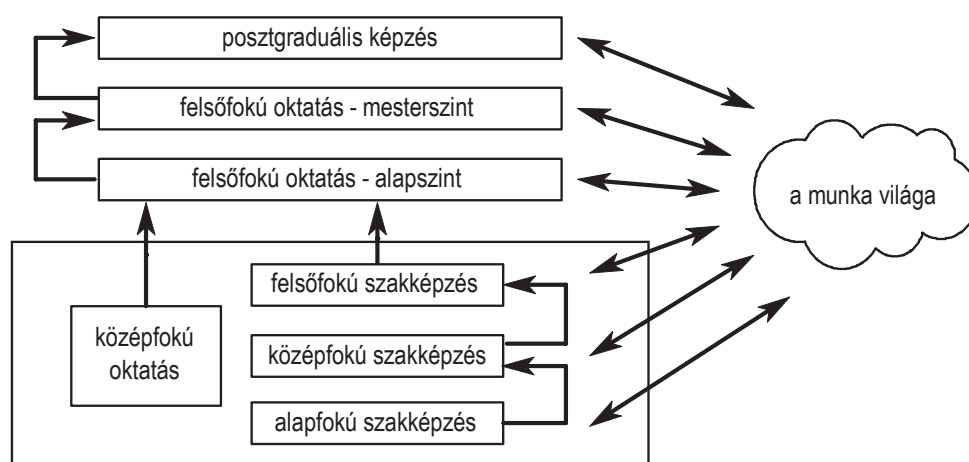 posztgraduális képzés
felsőfokú oktatás - mesterszint
felsőfokú oktatás - alapszint
a munka világa
felsőfokú szakképzés
középfokú
oktatás
középfokú szakképzés
alapfokú szakképzés